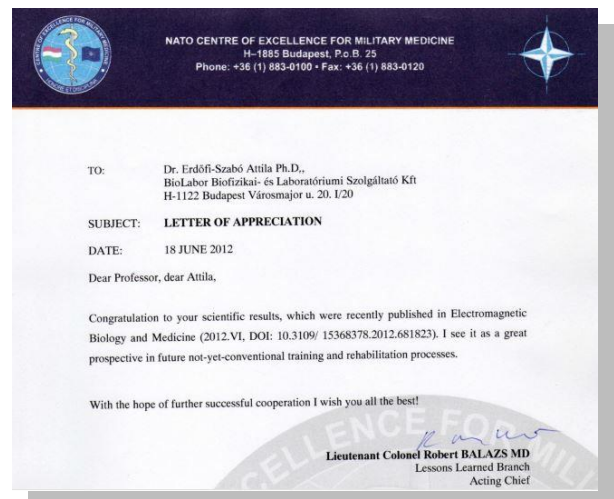 NATO CENTRE OF EXCELLENCE FOR MILITARY MEDICINE
H–1885 Budapest, P.o.B. 25
Phone: +36 (1) 883-0100 • Fax: +36 (1) 883-0120
TO: Dr. Erdőfi-Szabó Attila Ph.D,,
BioLabor Biofizikai- és Laboratóriumi Szolgáltató Kft
H-1122 Budapest Városmajor u. 20. I/20
SUBJECT: LETTER OF APPRECIATION
DATE: 18 JUNE 2012
Dear Professor, dear Attila,
Congratulation to your scientific results, which were recently published in Electromagnetic
Biology and Medicine (2012.VI, DOI: 10.3109/ 15368378.2012.681823). I see it as a great
prospective in future not-yet-conventional training and rehabilitation processes.
With the hope of further successful cooperation I wish you all the best!
Lieutenant Colonel Robert BALAZS MD
Lessons Learned Branch
Acting Chief